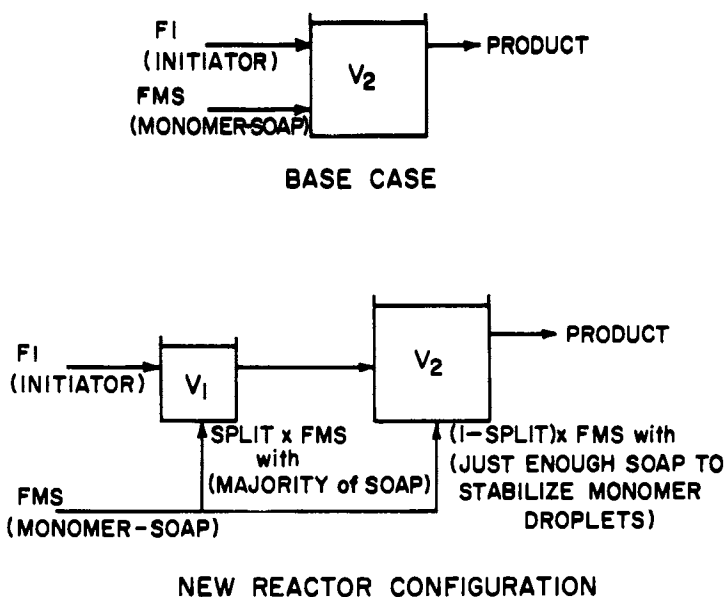 FI
(INITIATOR)
FMS
(MONOMER-SOAP)
V2
PRODUCT
BASE CASE
FI
(INITIATOR)
V1
V2
PRODUCT
SPLIT x FMS
with
(MAJORITY of SOAP)
(I-SPLIT)x FMS with
(JUST ENOUGH SOAP TO
STABILIZE MONOMER
DROPLETS)
FMS
(MONOMER-SOAP)
NEW REACTOR CONFIGURATION